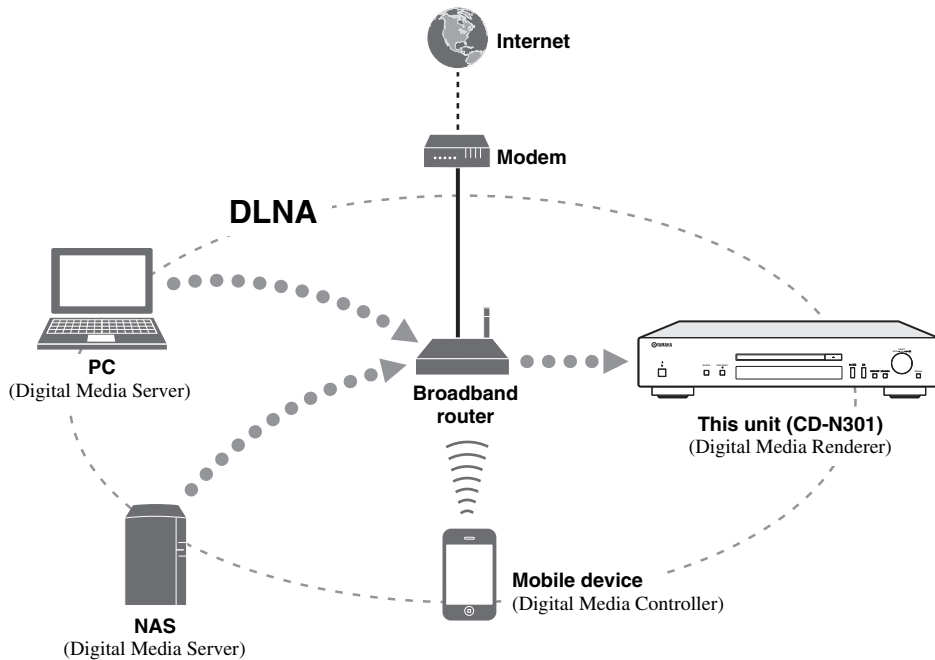 Internet
Modem
DLNA
PC
(Digital Media Server)
Broadband
router
YAMAHA
This unit (CD-N301)
(Digital Media Renderer)
Mobile device
(Digital Media Controller)
NAS
(Digital Media Server)